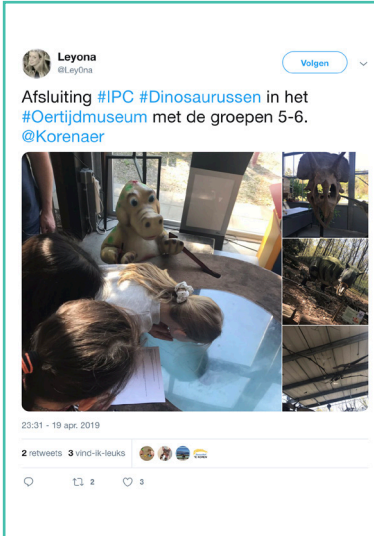 Leyona
@Ley0na
Volgen
Afsluiting #IPC #Dinosaurussen in het
#Oertijdmuseum met de groepen 5-6.
@Korenaer
23:31 - 19 apr. 2019
2 retweets 3 vind-ik-leuks
2 3